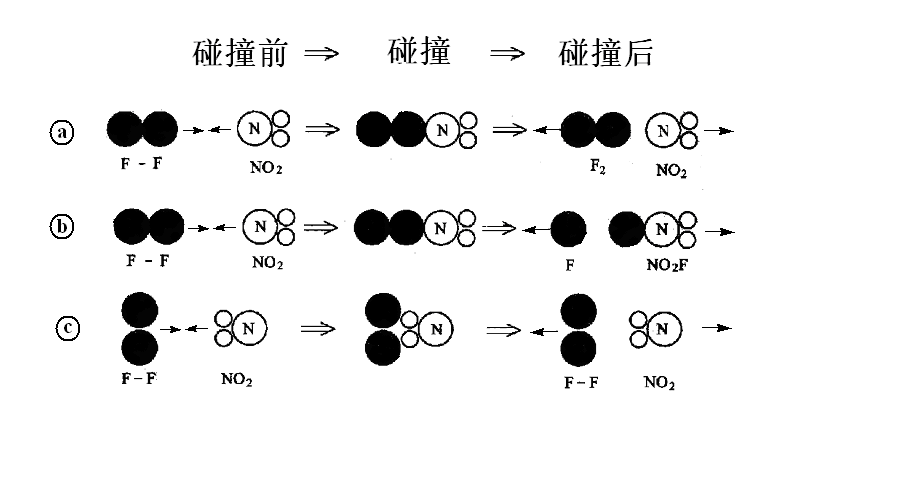 碰撞前 ⇒ 碰撞 ⇒ 碰撞后
a N ⇒ N ⇒ N
F - F NO₂ F₂ NO₂
b N ⇒ N ⇒ N
F - F NO₂ F NO₂F
c N ⇒ N ⇒ N
F - F NO₂ F - F NO₂